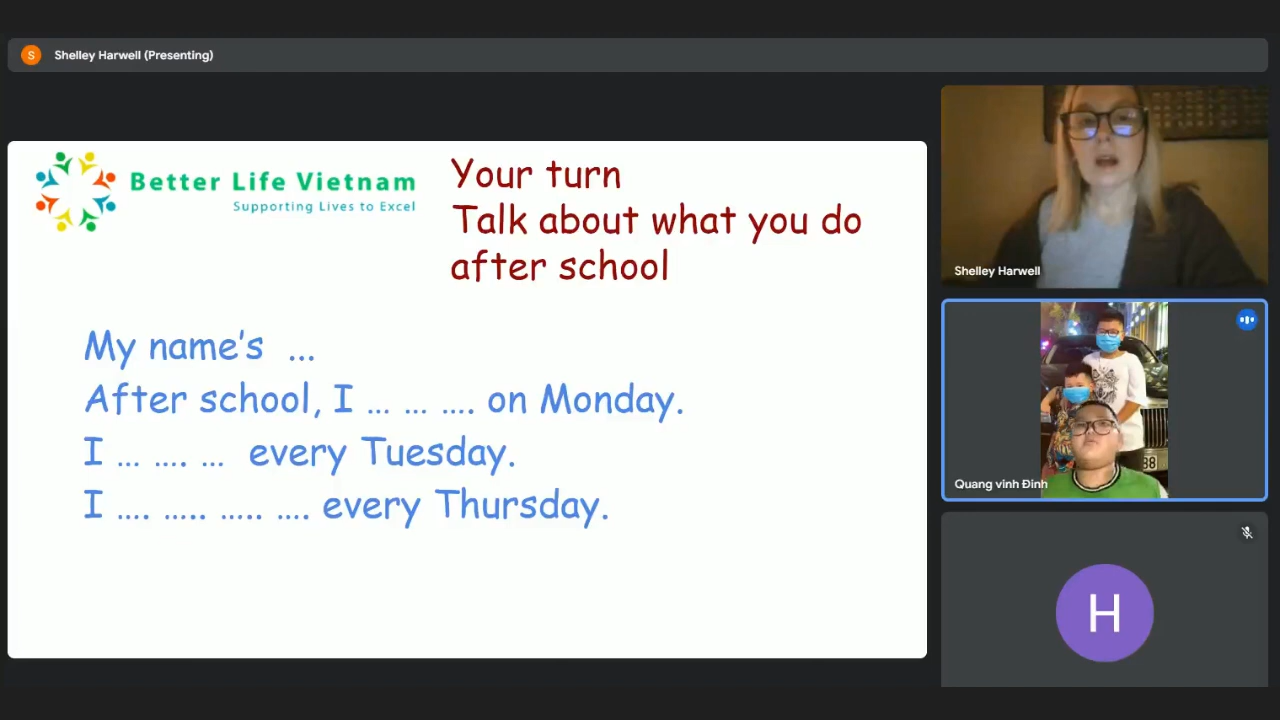 S Shelley Harwell (Presenting)
Better Life Vietnam
Supporting Lives to Excel
Your turn
Talk about what you do
after school
My name's ...
After school, I ... ... .... on Monday.
I ... .... ... every Tuesday.
I .... ..... ..... .... every Thursday.
Shelley Harwell
Quang vinh Đinh
88
H